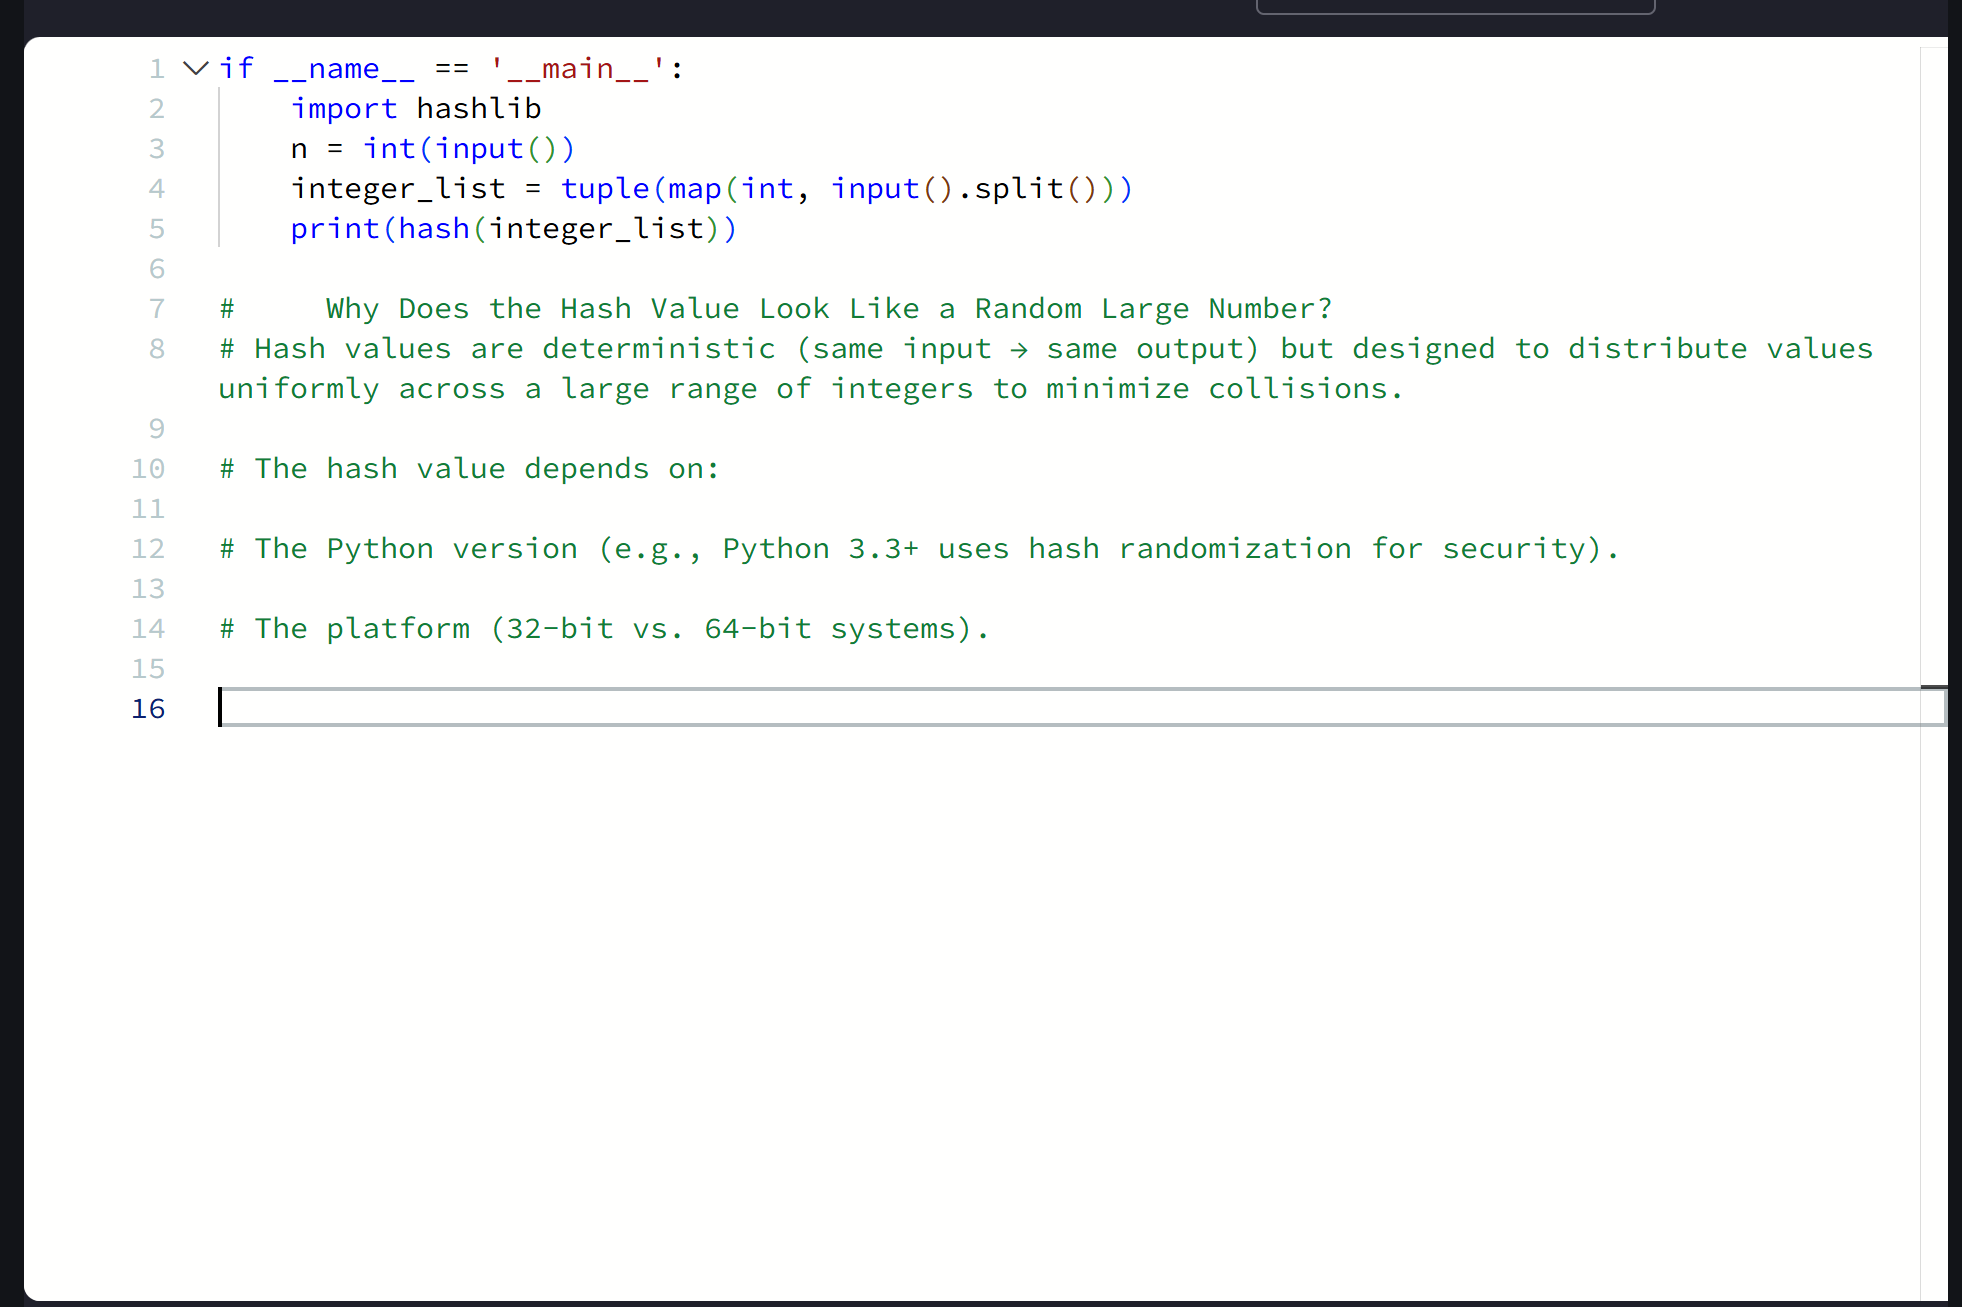 1 if __name__ == '__main__':
2     import hashlib
3     n = int(input())
4     integer_list = tuple(map(int, input().split()))
5     print(hash(integer_list))
6
7 #     Why Does the Hash Value Look Like a Random Large Number?
8 # Hash values are deterministic (same input → same output) but designed to distribute values
uniformly across a large range of integers to minimize collisions.
9
10 # The hash value depends on:
11
12 # The Python version (e.g., Python 3.3+ uses hash randomization for security).
13
14 # The platform (32-bit vs. 64-bit systems).
15
16